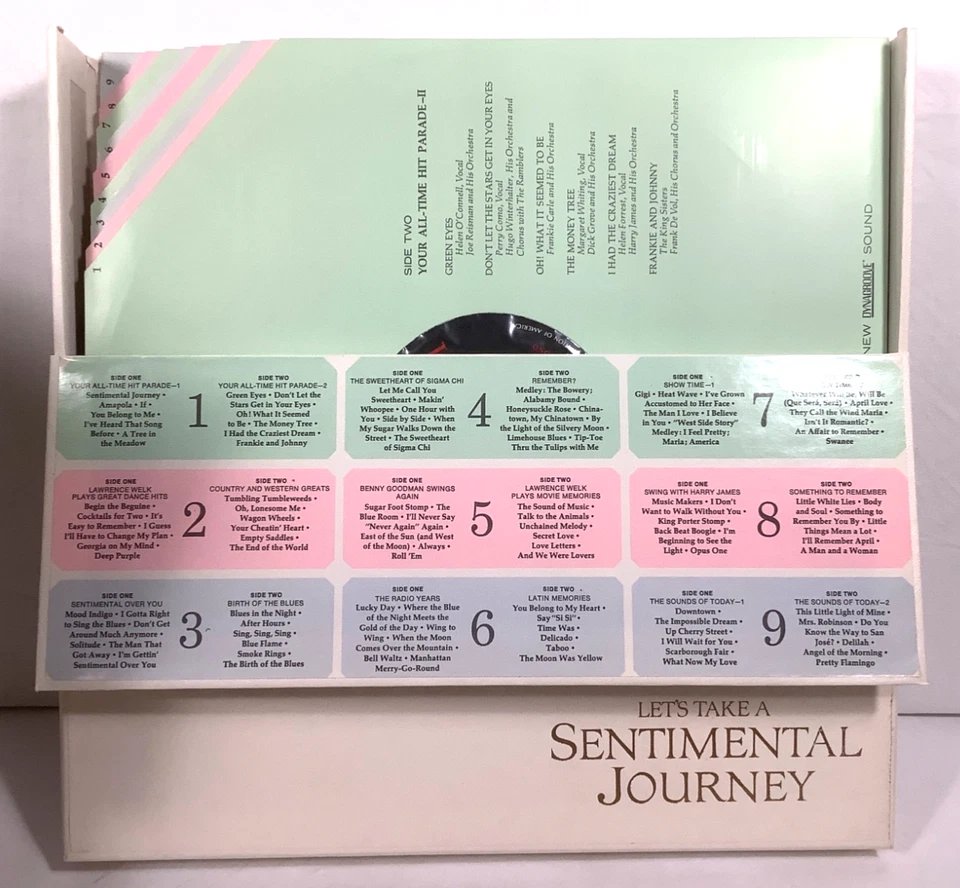 9
8
7
6
5
4
3
2
1
SIDE TWO
YOUR ALL-TIME HIT PARADE–II
GREEN EYES
Helen O'Connell, Vocal
Joe Reisman and His Orchestra
DON'T LET THE STARS GET IN YOUR EYES
Perry Como, Vocal
Hugo Winterhalter, His Orchestra and
Chorus with The Ramblers
OH! WHAT IT SEEMED TO BE
Frankie Carle and His Orchestra
THE MONEY TREE
Margaret Whiting, Vocal
Dick Grove and His Orchestra
I HAD THE CRAZIEST DREAM
Helen Forrest, Vocal
Harry James and His Orchestra
FRANKIE AND JOHNNY
The King Sisters
Frank De Vol, His Chorus and Orchestra
NEW DYNAGROOVE SOUND
OF AMERICA
SIDE ONE
YOUR ALL-TIME HIT PARADE–1
Sentimental Journey •
Amapola • If •
You Belong to Me •
I've Heard That Song
Before • A Tree in
the Meadow
1
SIDE TWO
YOUR ALL-TIME HIT PARADE–2
Green Eyes • Don't Let the
Stars Get in Your Eyes •
Oh! What It Seemed
to Be • The Money Tree •
I Had the Craziest Dream •
Frankie and Johnny
SIDE ONE
THE SWEETHEART OF SIGMA CHI
Let Me Call You
Sweetheart • Makin'
Whoopee • One Hour with
You • Side by Side • When
My Sugar Walks Down the
Street • The Sweetheart
of Sigma Chi
4
SIDE TWO
REMEMBER?
Medley: The Bowery;
Alabamy Bound •
Honeysuckle Rose • China-
town, My Chinatown • By
the Light of the Silvery Moon •
Limehouse Blues • Tip-Toe
Thru the Tulips with Me
SIDE ONE
SHOW TIME–1
Gigi • Heat Wave • I've Grown
Accustomed to Her Face •
The Man I Love • I Believe
in You • "West Side Story"
Medley: I Feel Pretty;
Maria; America
7
Whatever Will Be, Will Be
(Que Será, Será) • April Love •
They Call the Wind Maria •
Isn't It Romantic? •
An Affair to Remember •
Swanee
SIDE ONE
LAWRENCE WELK
PLAYS GREAT DANCE HITS
Begin the Beguine •
Cocktails for Two • It's
Easy to Remember • I Guess
I'll Have to Change My Plan •
Georgia on My Mind •
Deep Purple
2
SIDE TWO
COUNTRY AND WESTERN GREATS
Tumbling Tumbleweeds •
Oh, Lonesome Me •
Wagon Wheels •
Your Cheatin' Heart •
Empty Saddles •
The End of the World
SIDE ONE
BENNY GOODMAN SWINGS
AGAIN
Sugar Foot Stomp • The
Blue Room • I'll Never Say
"Never Again" Again •
East of the Sun (and West
of the Moon) • Always •
Roll 'Em
5
SIDE TWO
LAWRENCE WELK
PLAYS MOVIE MEMORIES
The Sound of Music •
Talk to the Animals •
Unchained Melody •
Secret Love •
Love Letters •
And We Were Lovers
SIDE ONE
SWING WITH HARRY JAMES
Music Makers • I Don't
Want to Walk Without You •
King Porter Stomp •
Back Beat Boogie • I'm
Beginning to See the
Light • Opus One
8
SIDE TWO
SOMETHING TO REMEMBER
Little White Lies • Body
and Soul • Something to
Remember You By • Little
Things Mean a Lot •
I'll Remember April •
A Man and a Woman
SIDE ONE
SENTIMENTAL OVER YOU
Mood Indigo • I Gotta Right
to Sing the Blues • Don't Get
Around Much Anymore •
Solitude • The Man That
Got Away • I'm Gettin'
Sentimental Over You
3
SIDE TWO
BIRTH OF THE BLUES
Blues in the Night •
After Hours •
Sing, Sing, Sing •
Blue Flame •
Smoke Rings •
The Birth of the Blues
SIDE ONE
THE RADIO YEARS
Lucky Day • Where the Blue
of the Night Meets the
Gold of the Day • Wing to
Wing • When the Moon
Comes Over the Mountain •
Bell Waltz • Manhattan
Merry-Go-Round
6
SIDE TWO
LATIN MEMORIES
You Belong to My Heart •
Say "Si Si" •
Time Was •
Delicado •
Taboo •
The Moon Was Yellow
SIDE ONE
THE SOUNDS OF TODAY–1
Downtown •
The Impossible Dream •
Up Cherry Street •
I Will Wait for You •
Scarborough Fair •
What Now My Love
9
SIDE TWO
THE SOUNDS OF TODAY–2
This Little Light of Mine •
Mrs. Robinson • Do You
Know the Way to San
José? • Delilah •
Angel of the Morning •
Pretty Flamingo
LET'S TAKE A
SENTIMENTAL
JOURNEY